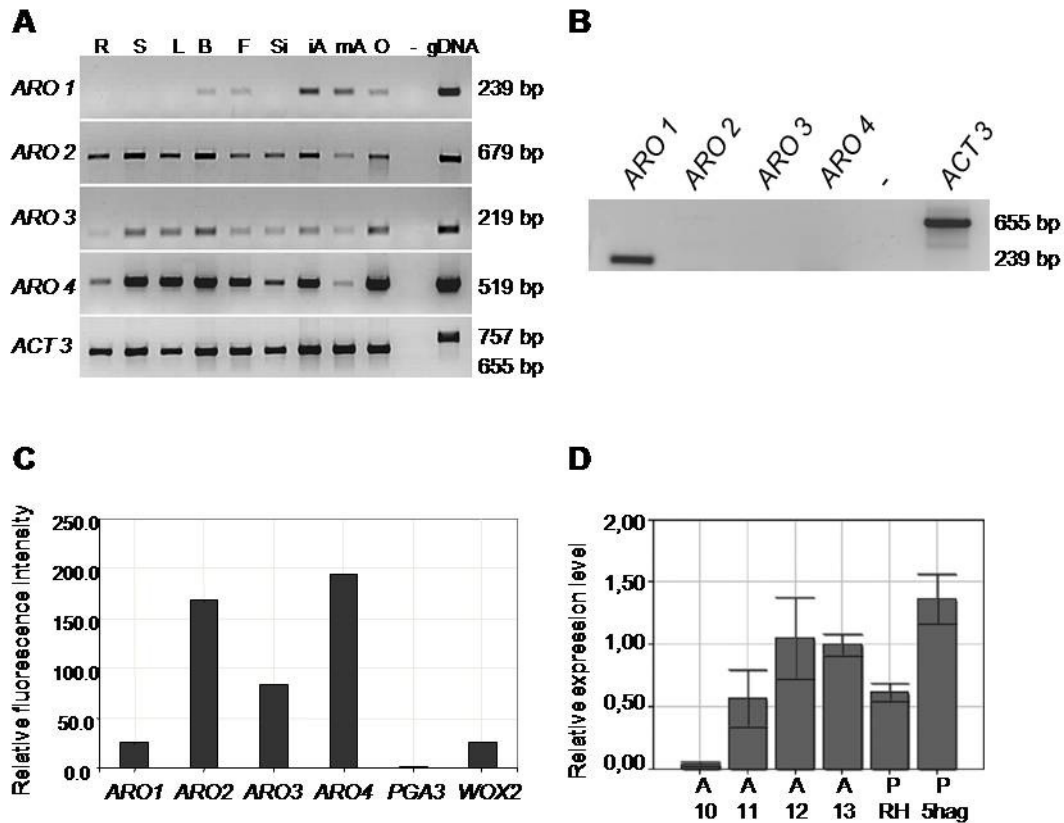 A
R S L B F Si iA mA O - gDNA
ARO 1 239 bp
ARO 2 679 bp
ARO 3 219 bp
ARO 4 519 bp
ACT 3 757 bp
655 bp
B
ARO 1 ARO 2 ARO 3 ARO 4 - ACT 3
655 bp
239 bp
C
Relative fluorescence Intensity
250.0
200.0
150.0
100.0
50.0
0.0
ARO1 ARO2 ARO3 ARO4 PGA3 WOX2
D
Relative expression level
2,00
1,50
1,00
0,50
0,00
A A A A P P
10 11 12 13 RH 5hag